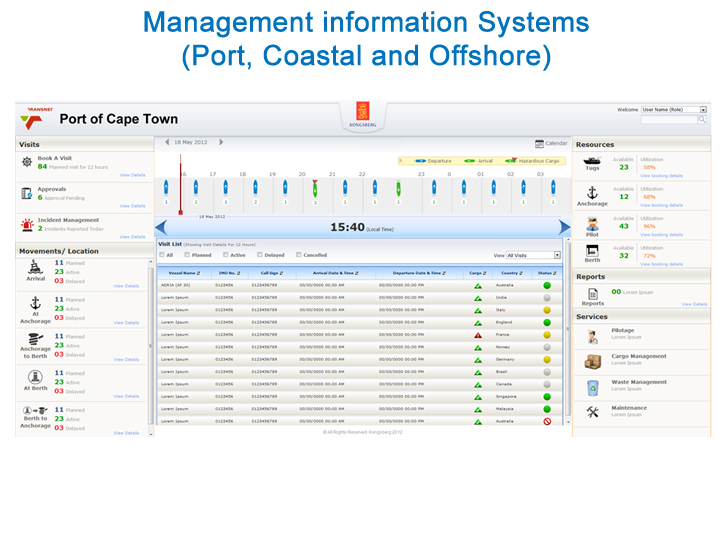 Management information Systems
(Port, Coastal and Offshore)
TRANSNET
Port of Cape Town
KONGSBERG
Welcome User Name (Role)
Visits
Book A Visit
84 Planned visit for 12 hours
View Details
Approvals
6 Approval Pending
View Details
Incident Management
2 Incidents Reported Today
View Details
Movements/ Location
Arrival
11 Planned
23 Active
03 Delayed
View Details
At Anchorage
11 Planned
23 Active
03 Delayed
View Details
Anchorage to Berth
11 Planned
23 Active
03 Delayed
View Details
At Berth
11 Planned
23 Active
03 Delayed
View Details
Berth to Anchorage
11 Planned
23 Active
03 Delayed
View Details
18 May 2012
Calendar
Departure Arrival Hazardous Cargo
16 17 18 19 20 21 22 23 0 01 02 03
18 May 2012
15:40 (Local Time)
Visit List (Showing Visit Details For 12 Hours)
All Planned Active Delayed Cancelled
View All Visits
Vessel Name IMO No. Call Sign Arrival Date & Time Departure Date & Time Cargo Country Status
ADRIA (AF 30) 0123456 0123456789 00/00/0000 00:00 AM 00/00/0000 00:00 PM Australia
Lorem Ipsum 0123456 0123456789 00/00/0000 00:00 AM 00/00/0000 00:00 PM India
Lorem Ipsum 0123456 0123456789 00/00/0000 00:00 AM 00/00/0000 00:00 PM Italy
Lorem Ipsum 0123456 0123456789 00/00/0000 00:00 AM 00/00/0000 00:00 PM England
Lorem Ipsum 0123456 0123456789 00/00/0000 00:00 AM 00/00/0000 00:00 PM France
Lorem Ipsum 0123456 0123456789 00/00/0000 00:00 AM 00/00/0000 00:00 PM Norway
Lorem Ipsum 0123456 0123456789 00/00/0000 00:00 AM 00/00/0000 00:00 PM Germany
Lorem Ipsum 0123456 0123456789 00/00/0000 00:00 AM 00/00/0000 00:00 PM Brazil
Lorem Ipsum 0123456 0123456789 00/00/0000 00:00 AM 00/00/0000 00:00 PM Canada
Lorem Ipsum 0123456 0123456789 00/00/0000 00:00 AM 00/00/0000 00:00 PM Singapore
Lorem Ipsum 0123456 0123456789 00/00/0000 00:00 AM 00/00/0000 00:00 PM Malaysia
Lorem Ipsum 0123456 0123456789 00/00/0000 00:00 AM 00/00/0000 00:00 PM Australia
© All Rights Reserved, Kongsberg 2012
Resources
Tugs
Available Utilization
23 58%
View booking details
Anchorage
Available Utilization
12 68%
View booking details
Pilot
Available Utilization
43 96%
View booking details
Berth
Available Utilization
32 72%
View booking details
Reports
Reports
00 Lorem Ipsum
View Details
Services
Pilotage
Lorem Ipsum
Cargo Management
Lorem Ipsum
Waste Management
Lorem Ipsum
Maintenance
Lorem Ipsum